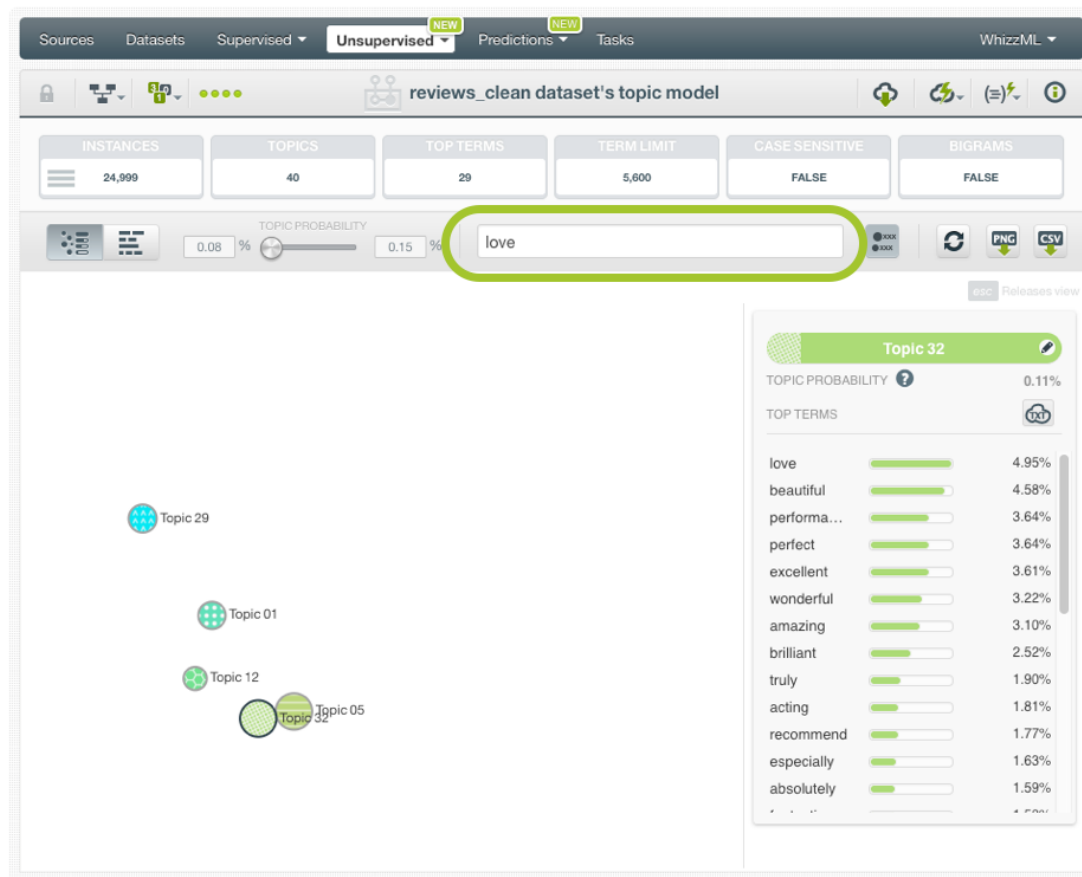 NEW NEW
Sources Datasets Supervised Unsupervised Predictions Tasks WhizzML
reviews_clean dataset's topic model
INSTANCES TOPICS TOP TERMS TERM LIMIT CASE SENSITIVE BIGRAMS
24,999 40 29 5,600 FALSE FALSE
TOPIC PROBABILITY
0.08 % 0.15 % love PNG CSV
esc Releases view
Topic 32
TOPIC PROBABILITY ? 0.11%
TOP TERMS TXT
love 4.95%
beautiful 4.58%
performa... 3.64%
perfect 3.64%
excellent 3.61%
wonderful 3.22%
amazing 3.10%
brilliant 2.52%
truly 1.90%
acting 1.81%
recommend 1.77%
especially 1.63%
absolutely 1.59%
Topic 29
Topic 01
Topic 12
Topic 05
Topic 32